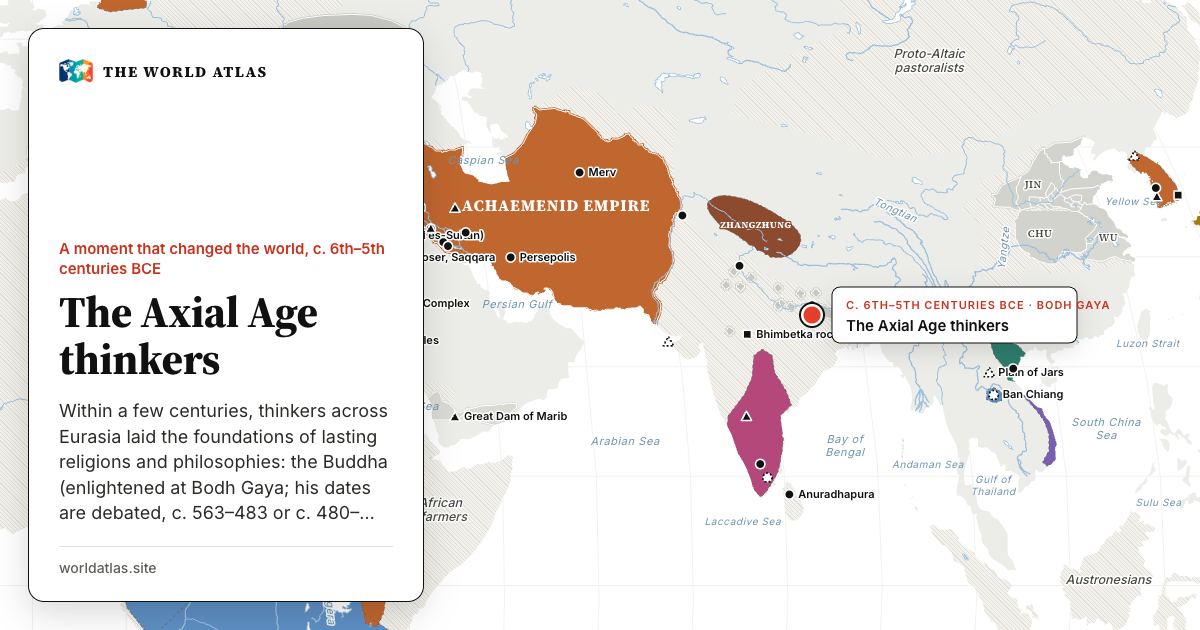 THE WORLD ATLAS
A moment that changed the world, c. 6th–5th
centuries BCE
The Axial Age
thinkers
Within a few centuries, thinkers across
Eurasia laid the foundations of lasting
religions and philosophies: the Buddha
(enlightened at Bodh Gaya; his dates
are debated, c. 563–483 or c. 480–...
worldatlas.site
Proto-Altaic
pastoralists
Caspian Sea
Merv
ACHAEMENID EMPIRE
ZHANGZHUNG
Tongtian
JIN
Yellow Se
CHU
WU
Yangtze
oser, Saqqara
Persepolis
Complex
Persian Gulf
C. 6TH–5TH CENTURIES BCE · BODH GAYA
The Axial Age thinkers
Bhimbetka roc
les
Luzon Strait
Plain of Jars
Ban Chiang
ea
Great Dam of Marib
Arabian Sea
Bay of
Bengal
South China
Sea
Andaman Sea
Gulf of
Thailand
Anuradhapura
Sulu Sea
African
farmers
Laccadive Sea
Austronesians